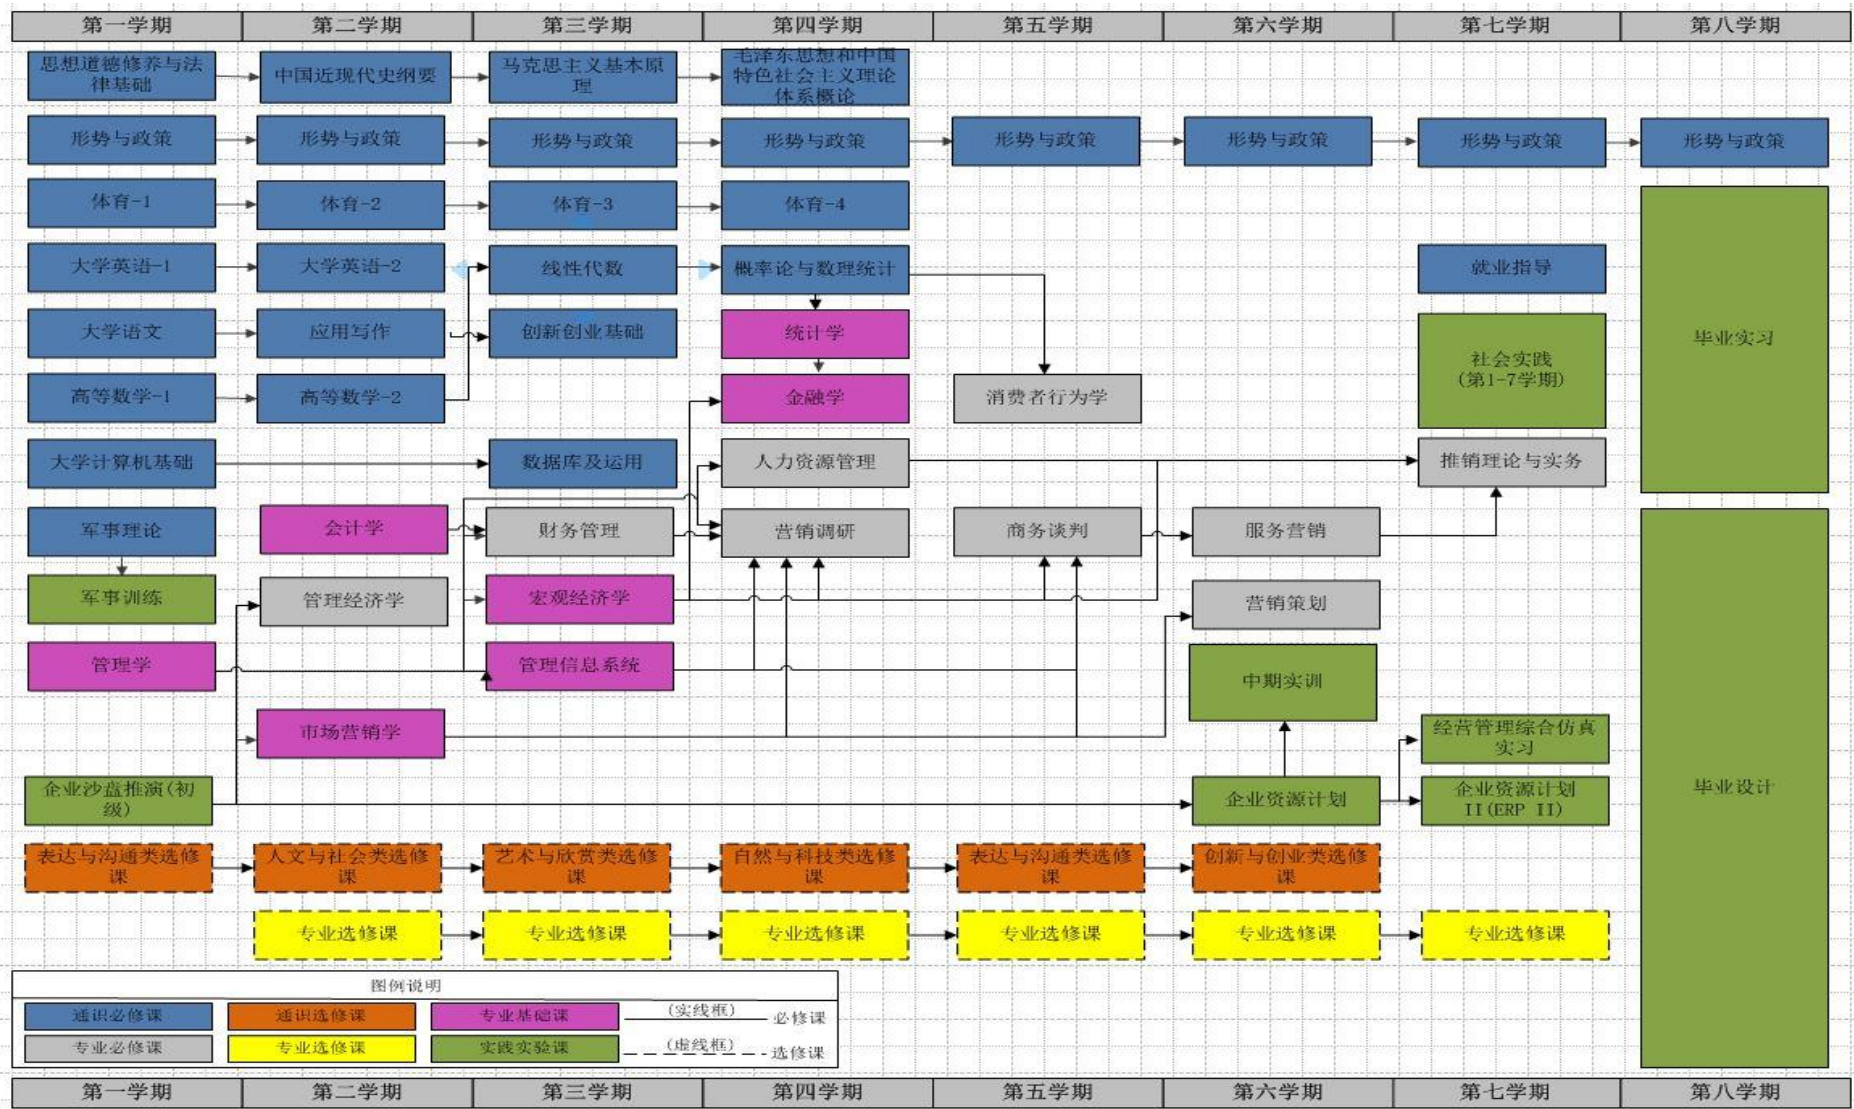 第一学期
第二学期
第三学期
第四学期
第五学期
第六学期
第七学期
第八学期
思想道德修养与法
律基础
中国近现代史纲要
马克思主义基本原
理
毛泽东思想和中国
特色社会主义理论
体系概论
形势与政策
形势与政策
形势与政策
形势与政策
形势与政策
形势与政策
形势与政策
形势与政策
体育-1
体育-2
体育-3
体育-4
大学英语-1
大学英语-2
线性代数
概率论与数理统计
就业指导
大学语文
应用写作
创新创业基础
统计学
社会实践
(第1-7学期)
毕业实习
高等数学-1
高等数学-2
金融学
消费者行为学
大学计算机基础
数据库及运用
人力资源管理
推销理论与实务
军事理论
会计学
财务管理
营销调研
商务谈判
服务营销
军事训练
管理经济学
宏观经济学
营销策划
管理学
管理信息系统
中期实训
市场营销学
经营管理综合仿真
实习
企业沙盘推演(初
级)
企业资源计划
企业资源计划
II(ERP II)
毕业设计
表达与沟通类选修
课
人文与社会类选修
课
艺术与欣赏类选修
课
自然与科技类选修
课
表达与沟通类选修
课
创新与创业类选修
课
专业选修课
专业选修课
专业选修课
专业选修课
专业选修课
专业选修课
图例说明
通识必修课
通识选修课
专业基础课
(实线框)
必修课
专业必修课
专业选修课
实践实验课
(虚线框)
选修课
第一学期
第二学期
第三学期
第四学期
第五学期
第六学期
第七学期
第八学期